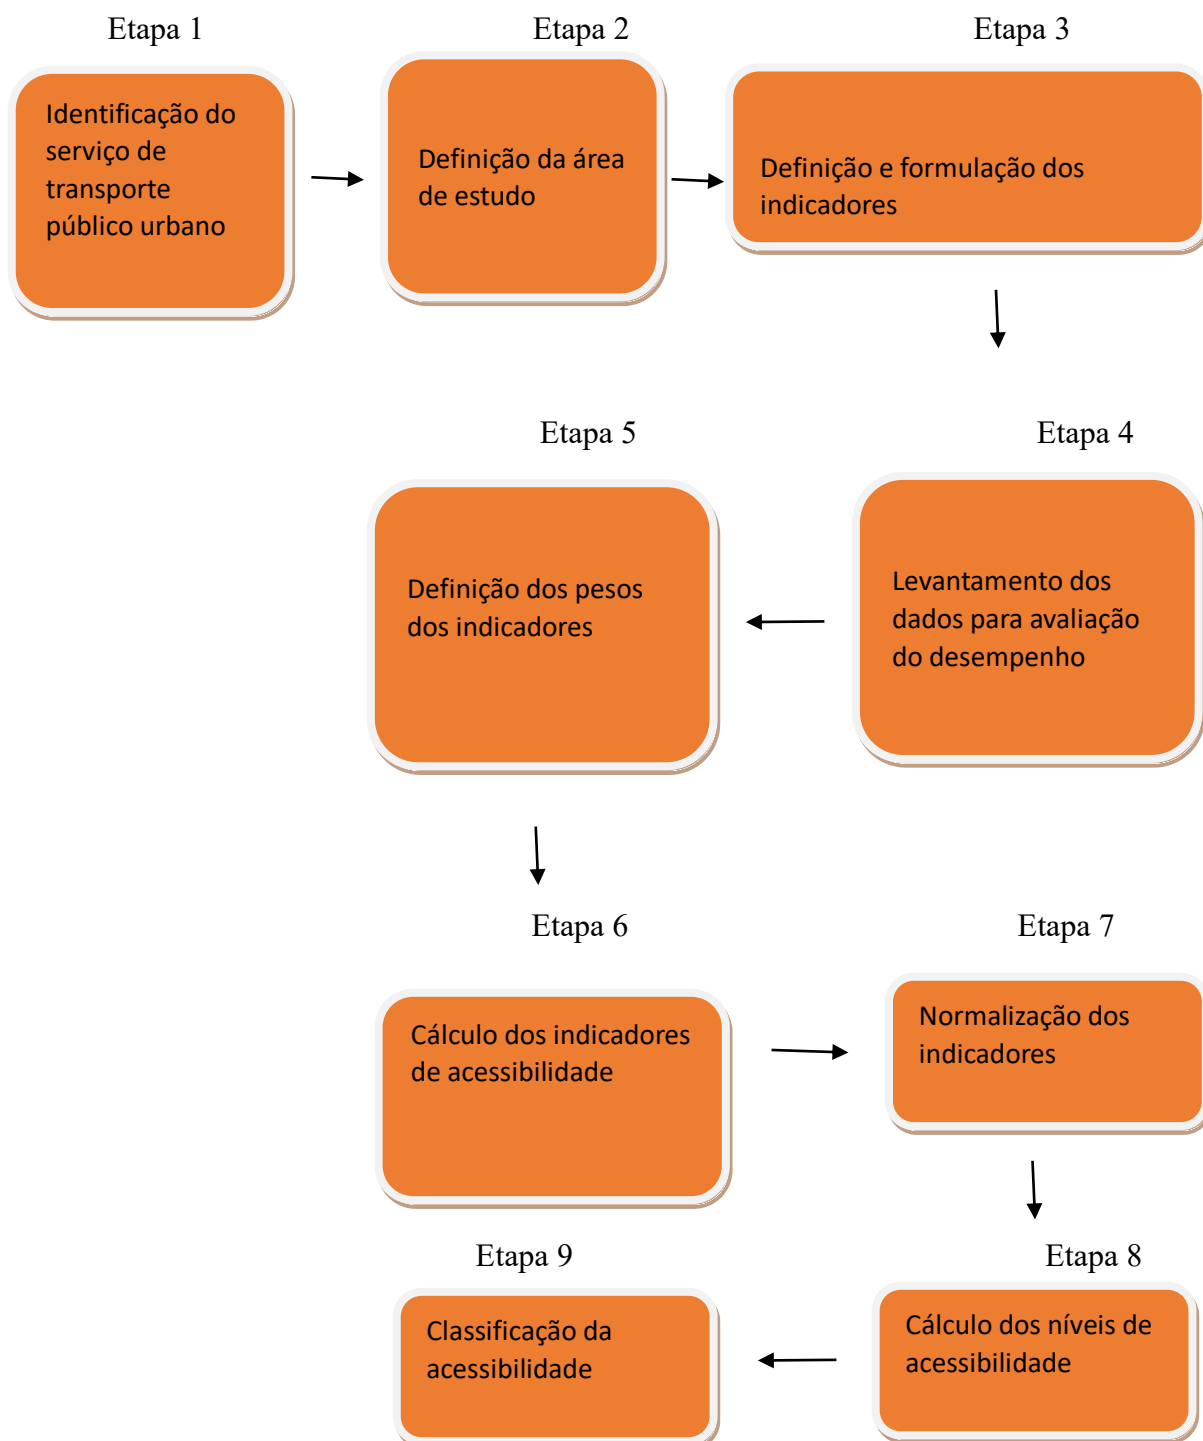 Etapa 1
Identificação do
serviço de
transporte
público urbano
Etapa 2
Definição da área
de estudo
Etapa 3
Definição e formulação dos
indicadores
Etapa 4
Levantamento dos
dados para avaliação
do desempenho
Etapa 5
Definição dos pesos
dos indicadores
Etapa 6
Cálculo dos indicadores
de acessibilidade
Etapa 7
Normalização dos
indicadores
Etapa 8
Cálculo dos níveis de
acessibilidade
Etapa 9
Classificação da
acessibilidade